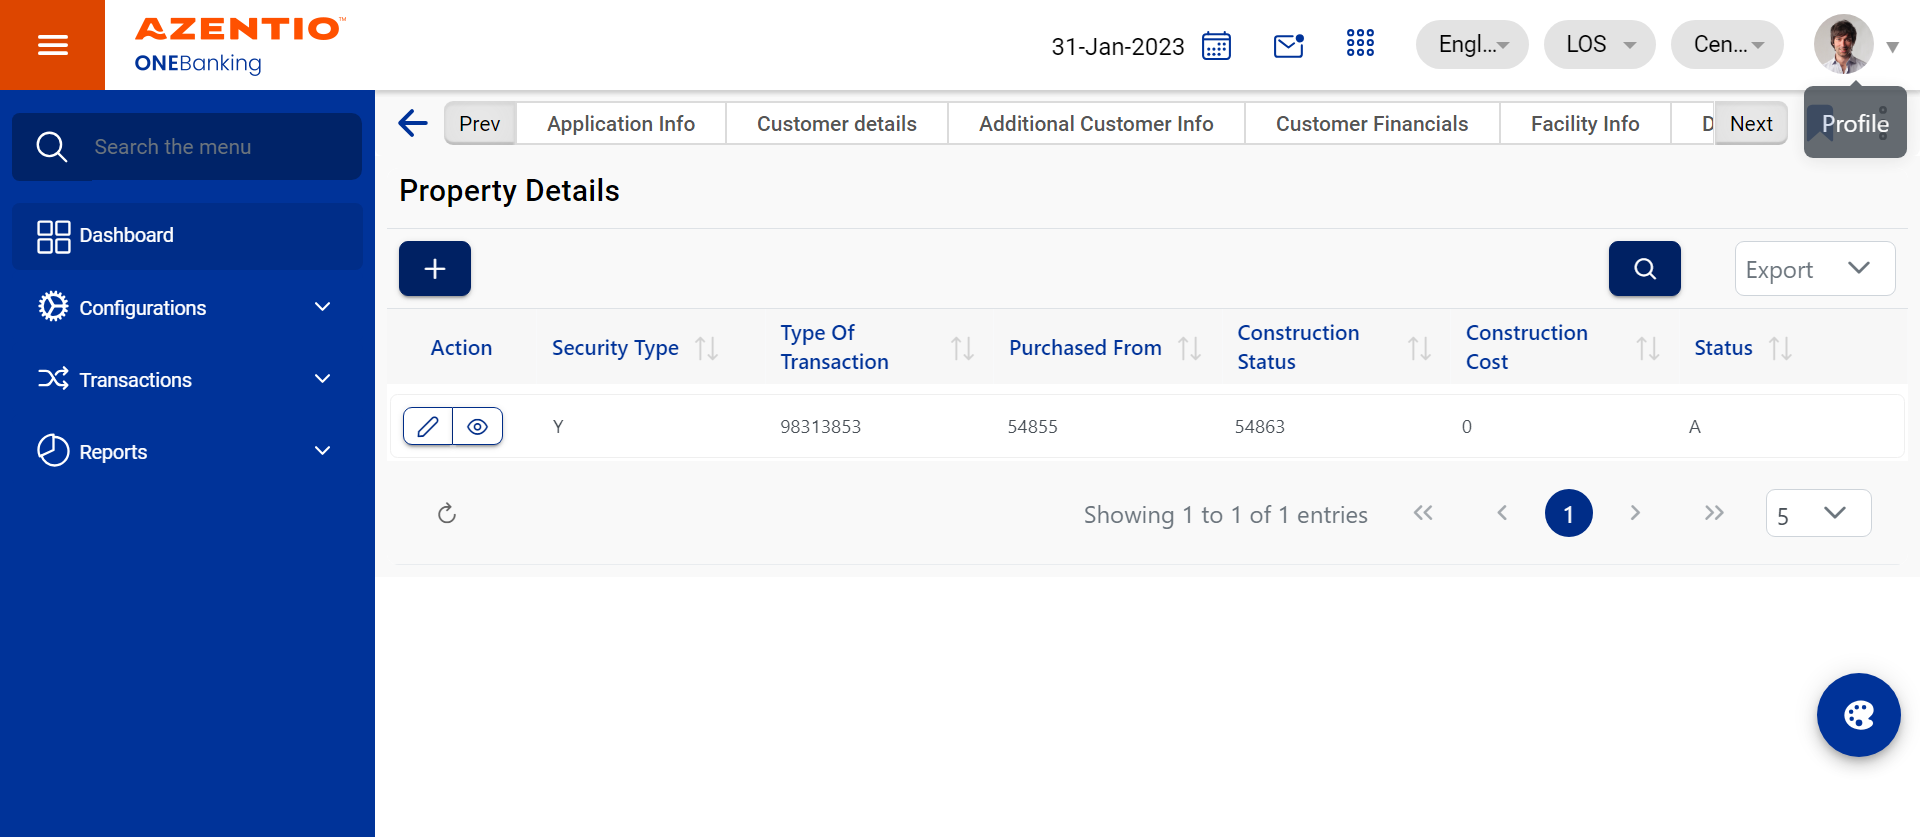 AZENTIO™
ONEBanking
31-Jan-2023
Engl...
LOS
Cen...
Search the menu
Dashboard
Configurations
Transactions
Reports
Prev
Application Info
Customer details
Additional Customer Info
Customer Financials
Facility Info
D
Next
Profile
Property Details
Export
Action
Security Type
Type Of
Transaction
Purchased From
Construction
Status
Construction
Cost
Status
Y
98313853
54855
54863
0
A
Showing 1 to 1 of 1 entries
1
5